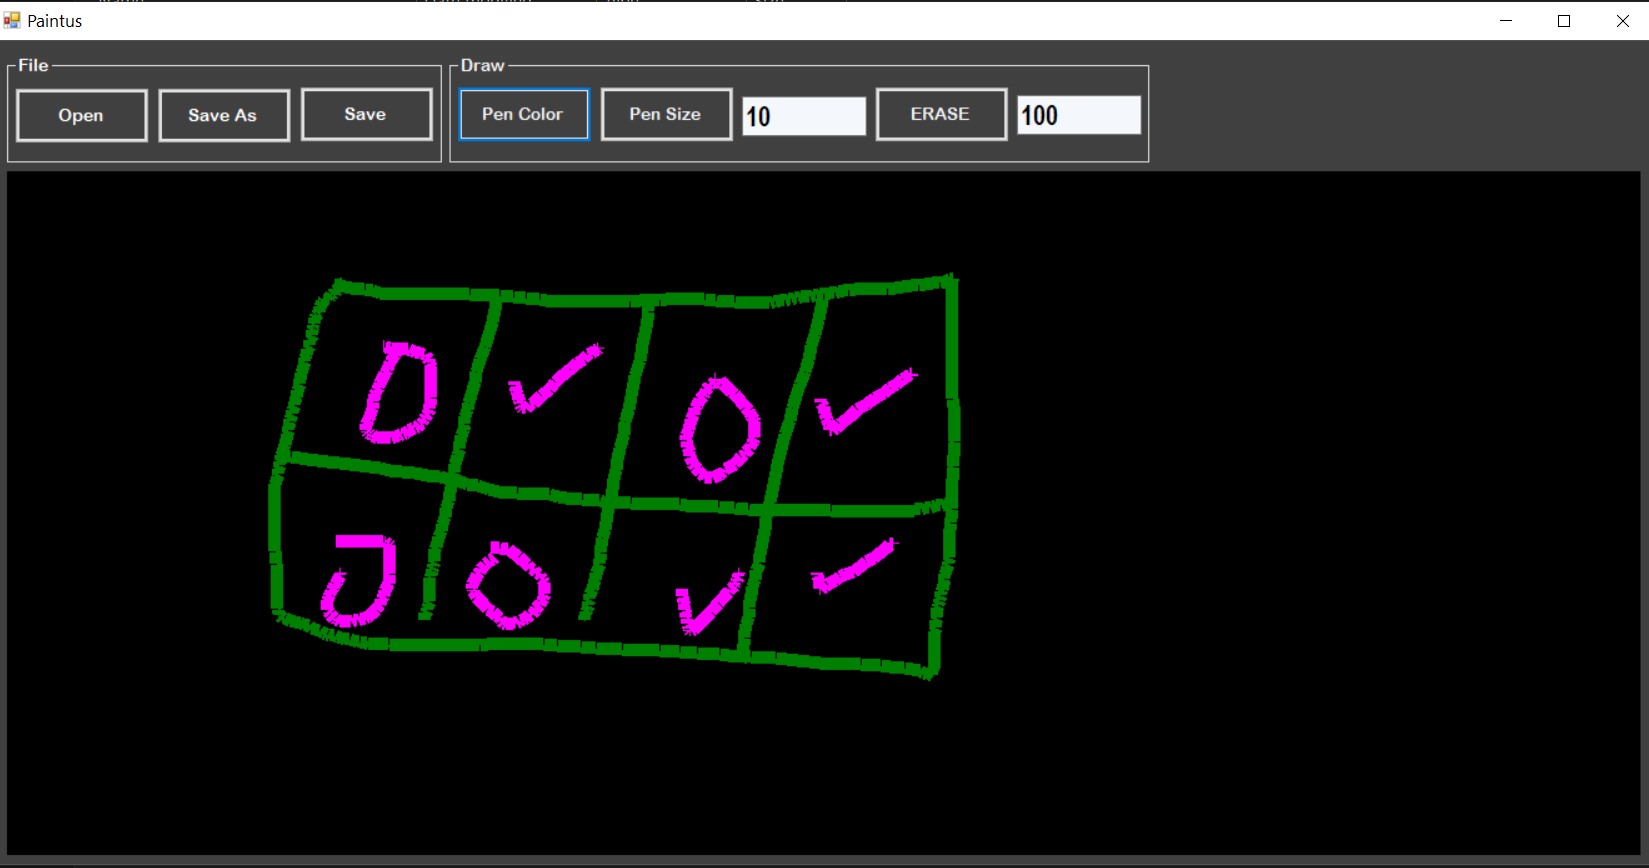 Paintus
File
Draw
Open Save As Save Pen Color Pen Size 10 ERASE 100
D ✓ O ✓
J O ✓ ✓